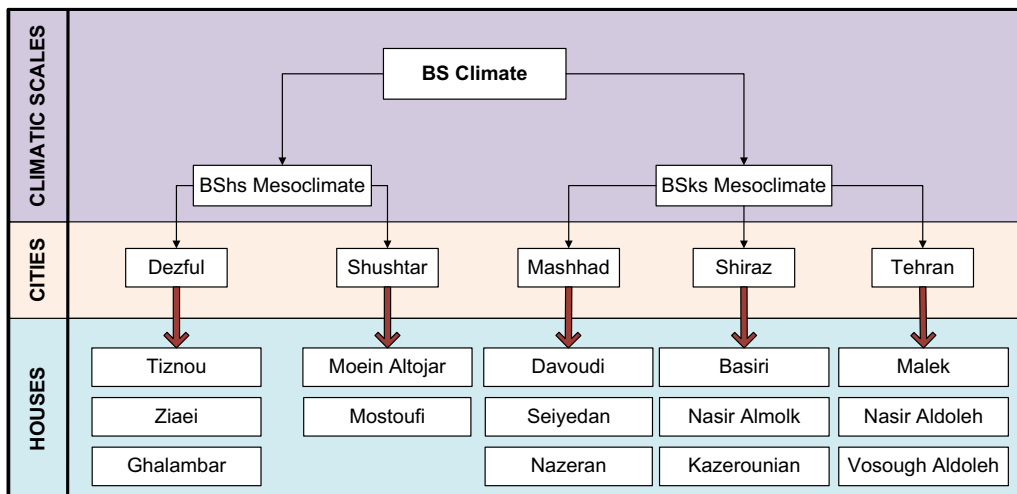 CLIMATIC SCALES
BS Climate
BShs Mesoclimate
BSks Mesoclimate
CITIES
Dezful
Shushtar
Mashhad
Shiraz
Tehran
HOUSES
Tiznou
Moein Altojar
Davoudi
Basiri
Malek
Ziaei
Mostoufi
Seiyedan
Nasir Almolk
Nasir Aldoleh
Ghalambar
Nazeran
Kazerounian
Vosough Aldoleh